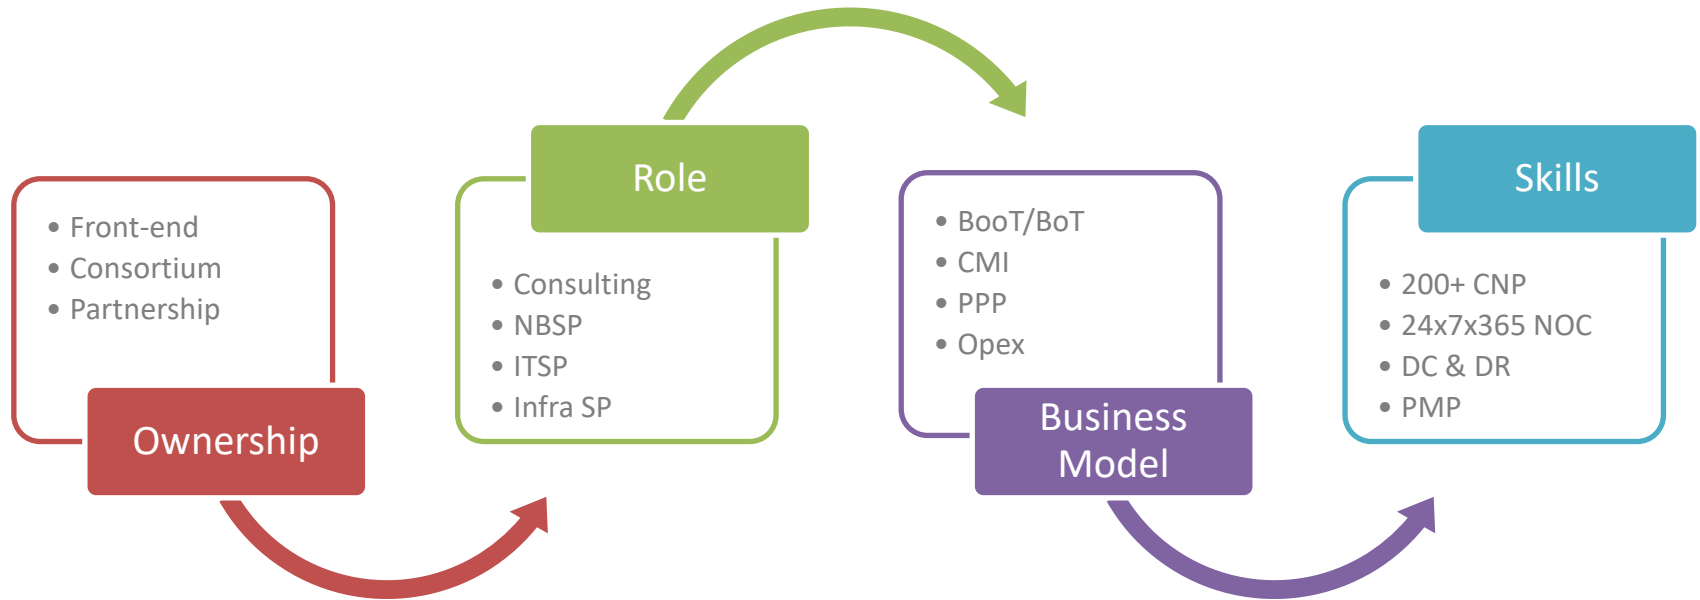 • Front-end
• Consortium
• Partnership
Ownership
Role
• Consulting
• NBSP
• ITSP
• Infra SP
• BooT/BoT
• CMI
• PPP
• Opex
Business
Model
Skills
• 200+ CNP
• 24x7x365 NOC
• DC & DR
• PMP